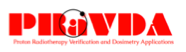 PRaVDA
Proton Radiotherapy Verification and Dosimetry Applications